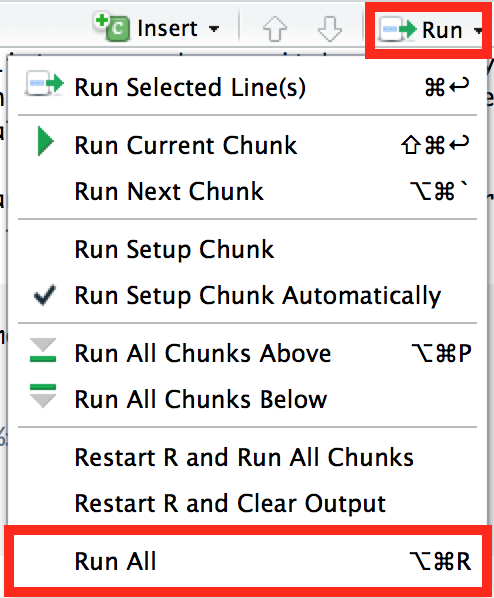 Insert Run
Run Selected Line(s) ⌘↩
Run Current Chunk ⇧⌘↩
Run Next Chunk ⌥⌘`
Run Setup Chunk
Run Setup Chunk Automatically
Run All Chunks Above ⌥⌘P
Run All Chunks Below
Restart R and Run All Chunks
Restart R and Clear Output
Run All ⌥⌘R